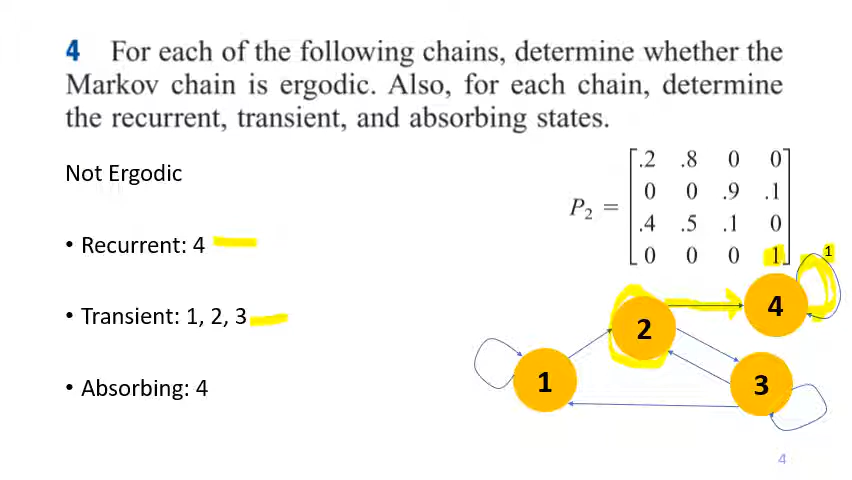 4 For each of the following chains, determine whether the
Markov chain is ergodic. Also, for each chain, determine
the recurrent, transient, and absorbing states.
Not Ergodic
• Recurrent: 4
• Transient: 1, 2, 3
• Absorbing: 4
.2 .8 0 0
0 0 .9 .1
P2 =
.4 .5 .1 0
0 0 0 1
1
4
2
1
3
4